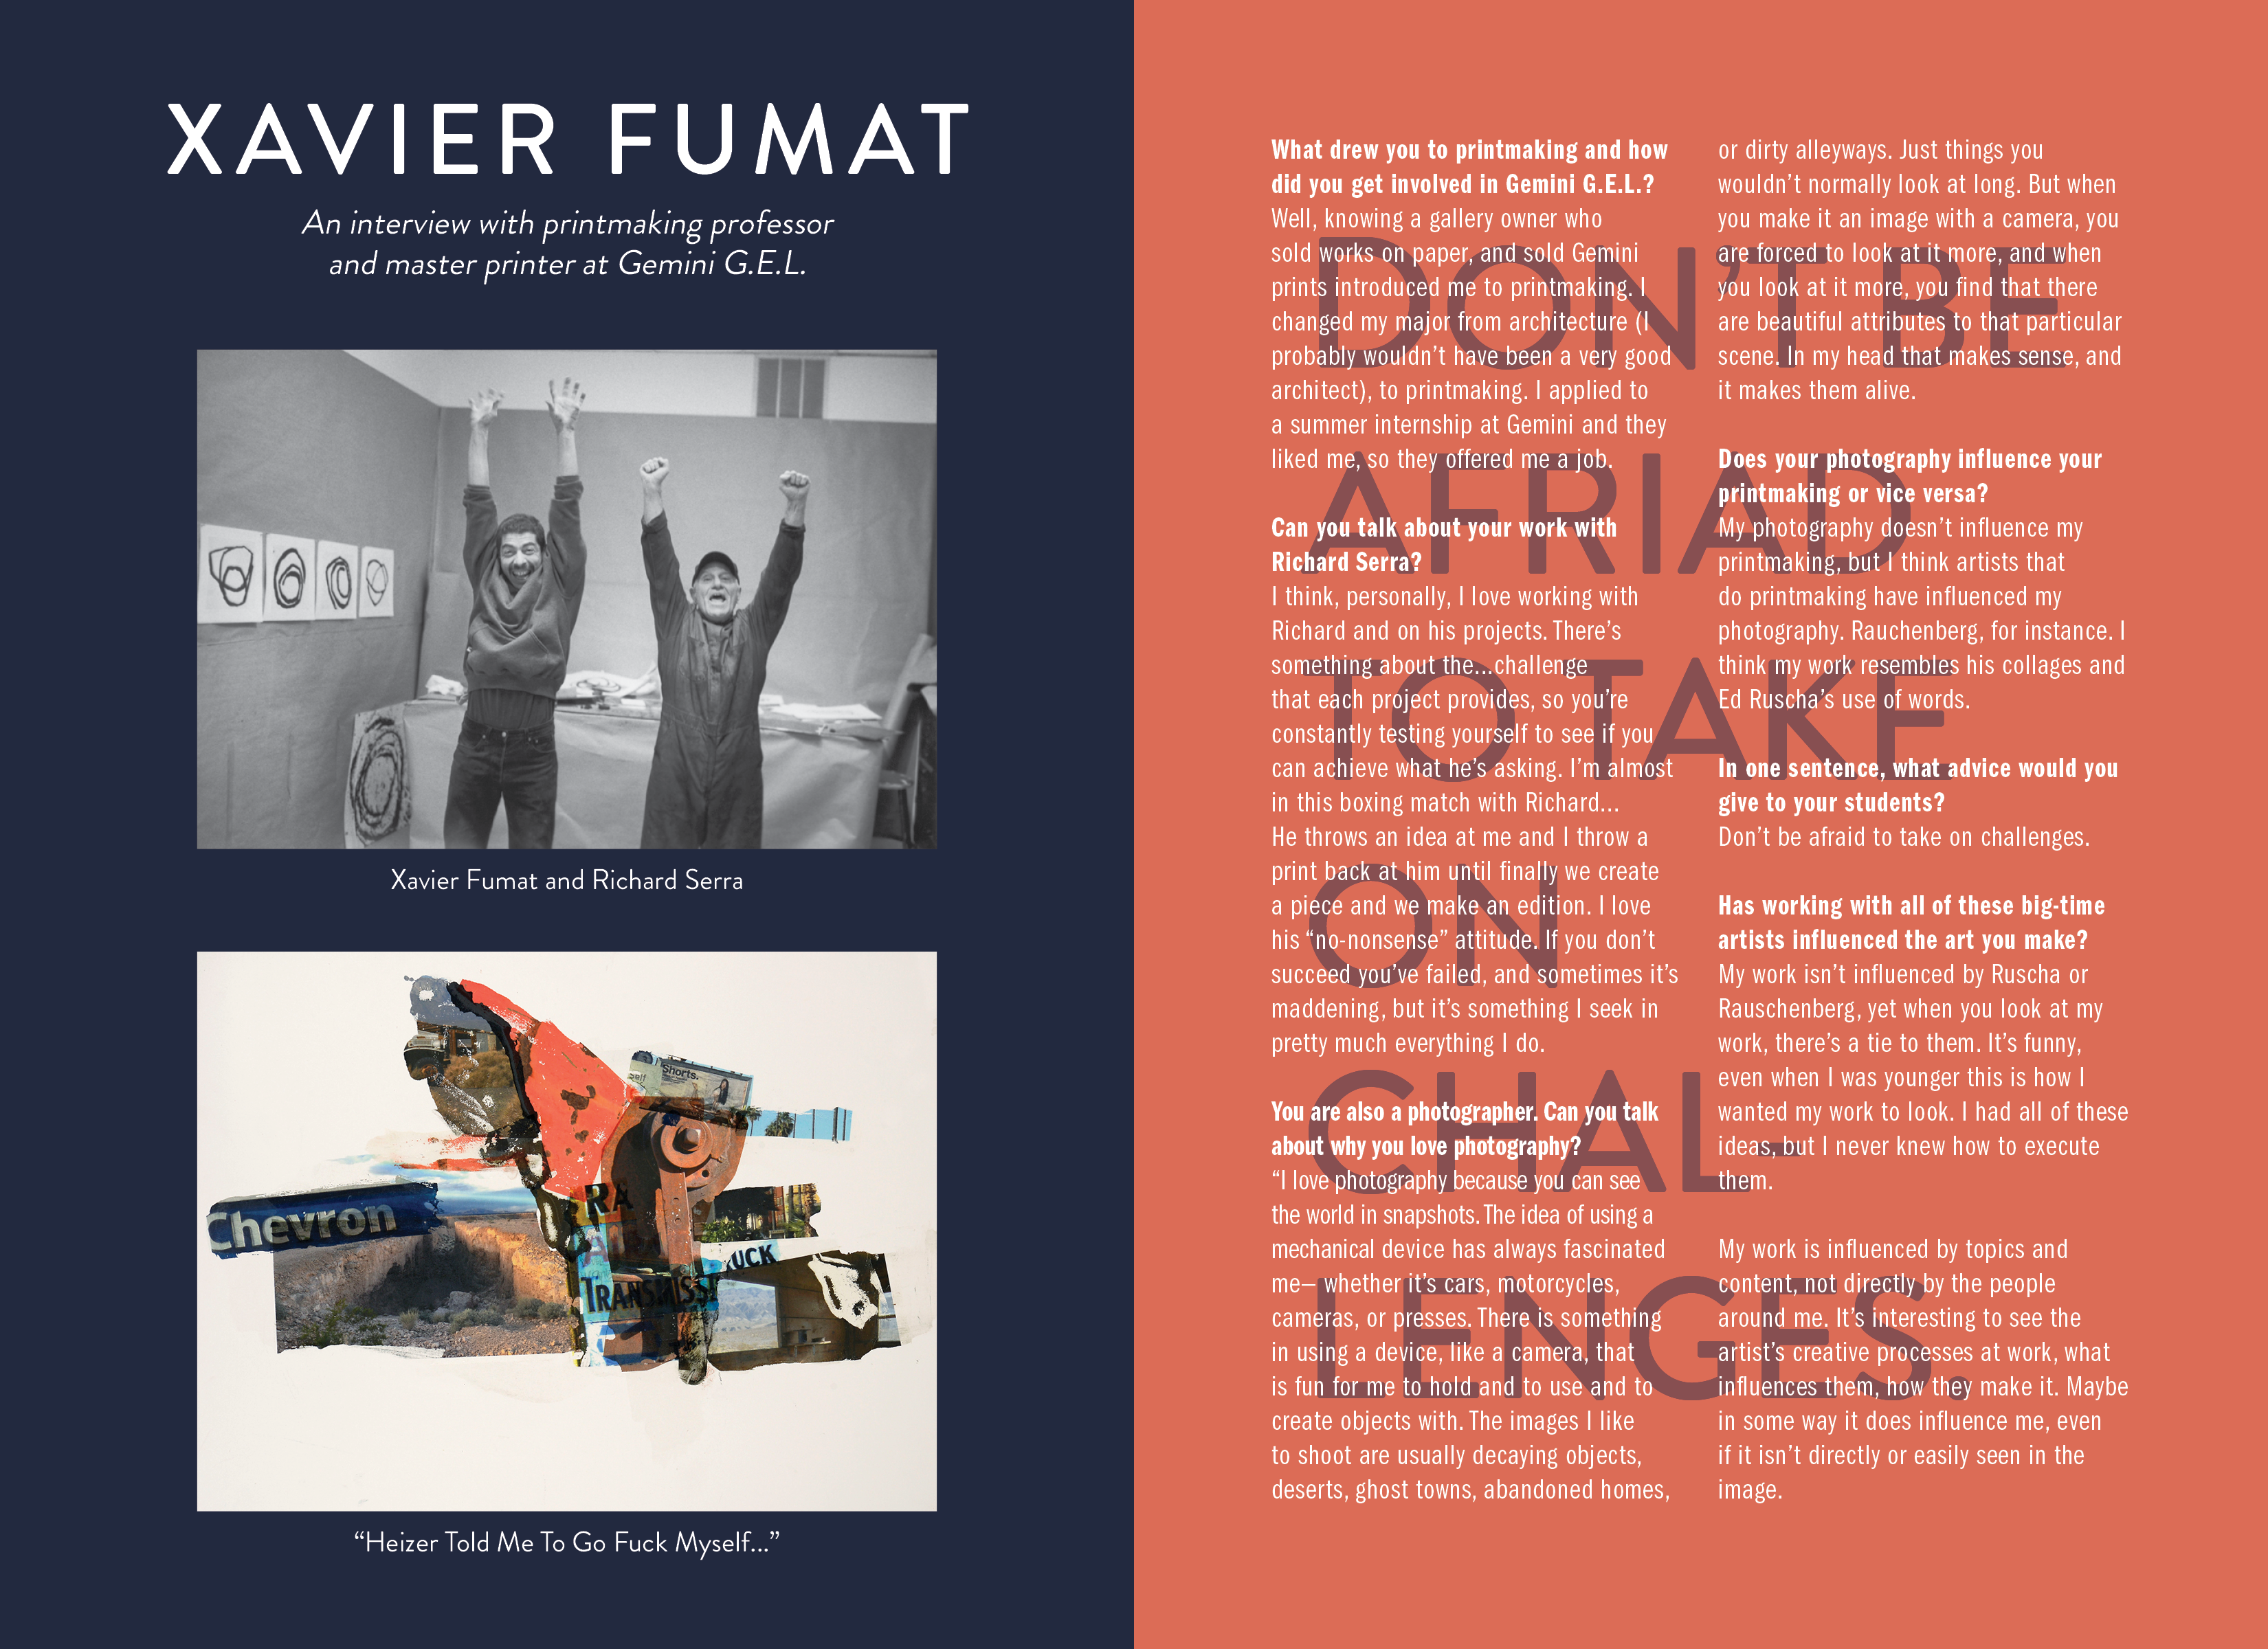 XAVIER FUMAT
An interview with printmaking professor
and master printer at Gemini G.E.L.
Xavier Fumat and Richard Serra
Shorts.
self
Chevron
RA
UCK
TRANSMISS
“Heizer Told Me To Go Fuck Myself...”
DON’T BE
AFRIAD
TO TAKE
ON
CHAL-
LENGES.
What drew you to printmaking and how
did you get involved in Gemini G.E.L.?
Well, knowing a gallery owner who
sold works on paper, and sold Gemini
prints introduced me to printmaking. I
changed my major from architecture (I
probably wouldn’t have been a very good
architect), to printmaking. I applied to
a summer internship at Gemini and they
liked me, so they offered me a job.
Can you talk about your work with
Richard Serra?
I think, personally, I love working with
Richard and on his projects. There’s
something about the...challenge
that each project provides, so you’re
constantly testing yourself to see if you
can achieve what he’s asking. I’m almost
in this boxing match with Richard...
He throws an idea at me and I throw a
print back at him until finally we create
a piece and we make an edition. I love
his “no-nonsense” attitude. If you don’t
succeed you’ve failed, and sometimes it’s
maddening, but it’s something I seek in
pretty much everything I do.
You are also a photographer. Can you talk
about why you love photography?
“I love photography because you can see
the world in snapshots. The idea of using a
mechanical device has always fascinated
me— whether it’s cars, motorcycles,
cameras, or presses. There is something
in using a device, like a camera, that
is fun for me to hold and to use and to
create objects with. The images I like
to shoot are usually decaying objects,
deserts, ghost towns, abandoned homes,
or dirty alleyways. Just things you
wouldn’t normally look at long. But when
you make it an image with a camera, you
are forced to look at it more, and when
you look at it more, you find that there
are beautiful attributes to that particular
scene. In my head that makes sense, and
it makes them alive.
Does your photography influence your
printmaking or vice versa?
My photography doesn’t influence my
printmaking, but I think artists that
do printmaking have influenced my
photography. Rauchenberg, for instance. I
think my work resembles his collages and
Ed Ruscha’s use of words.
In one sentence, what advice would you
give to your students?
Don’t be afraid to take on challenges.
Has working with all of these big-time
artists influenced the art you make?
My work isn’t influenced by Ruscha or
Rauschenberg, yet when you look at my
work, there’s a tie to them. It’s funny,
even when I was younger this is how I
wanted my work to look. I had all of these
ideas, but I never knew how to execute
them.
My work is influenced by topics and
content, not directly by the people
around me. It’s interesting to see the
artist’s creative processes at work, what
influences them, how they make it. Maybe
in some way it does influence me, even
if it isn’t directly or easily seen in the
image.